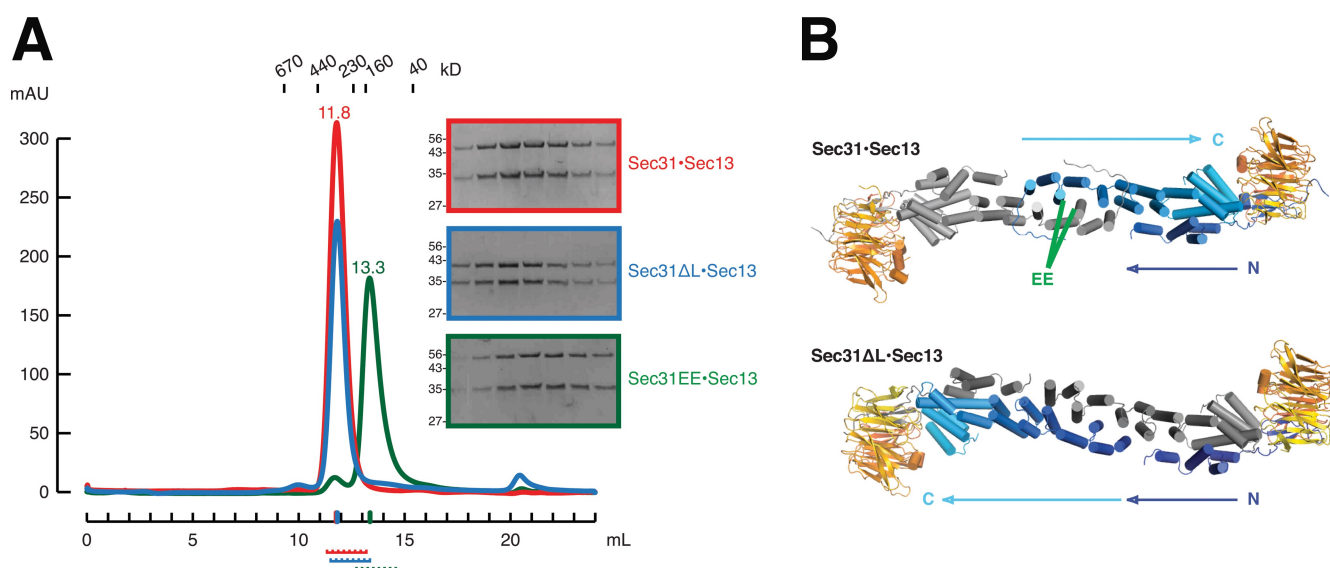 A
B
670 440 230 160 40 kD
mAU
300
250
200
150
100
50
0
11.8
13.3
56-
43-
35-
27-
Sec31•Sec13
56-
43-
35-
27-
Sec31ΔL•Sec13
56-
43-
35-
27-
Sec31EE•Sec13
0 5 10 15 20 mL
Sec31•Sec13
C
EE
N
Sec31ΔL•Sec13
C
N